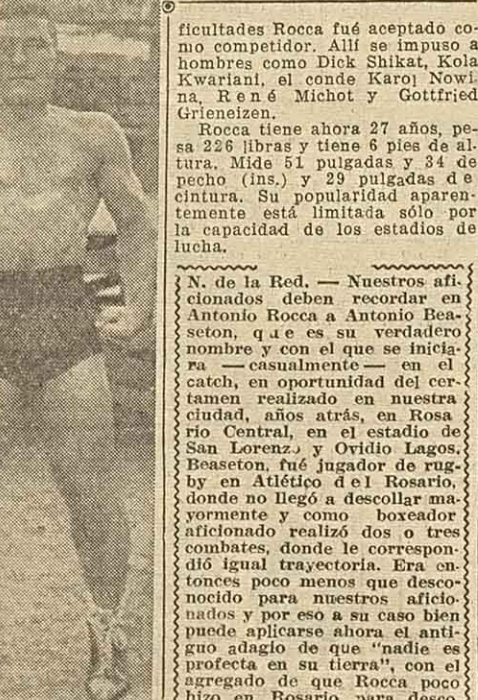 ficultades Rocca fué aceptado co-
mo competidor. Allí se impuso a
hombres como Dick Shikat, Kola
Kwariani, el conde Karol Nowi-
na, René Michot y Gottfried
Grieneizen.
Rocca tiene ahora 27 años, pe-
sa 226 libras y tiene 6 pies de al-
tura. Mide 51 pulgadas y 34 de
pecho (ins.) y 29 pulgadas de
cintura. Su popularidad aparen-
temente está limitada sólo por
la capacidad de los estadios de
lucha.
N. de la Red. — Nuestros afi-
cionados deben recordar en
Antonio Rocca a Antonio Bea-
seton, que es su verdadero
nombre y con el que se inicia-
ra — casualmente — en el
catch, en oportunidad del cer-
tamen realizado en nuestra
ciudad, años atrás, en Rosa
rio Central, en el estadio de
San Lorenzo y Ovidio Lagos.
Beaseton, fué jugador de rug-
by en Atlético del Rosario,
donde no llegó a descollar ma-
yormente y como boxeador
aficionado realizó dos o tres
combates, donde le correspon-
dió igual trayectoria. Era en-
tonces poco menos que desco-
nocido para nuestros aficio-
nados y por eso a su caso bien
puede aplicarse ahora el anti-
guo adagio de que "nadie es
profecta en su tierra", con el
agregado de que Rocca poco
hizo en Rosario para desco-